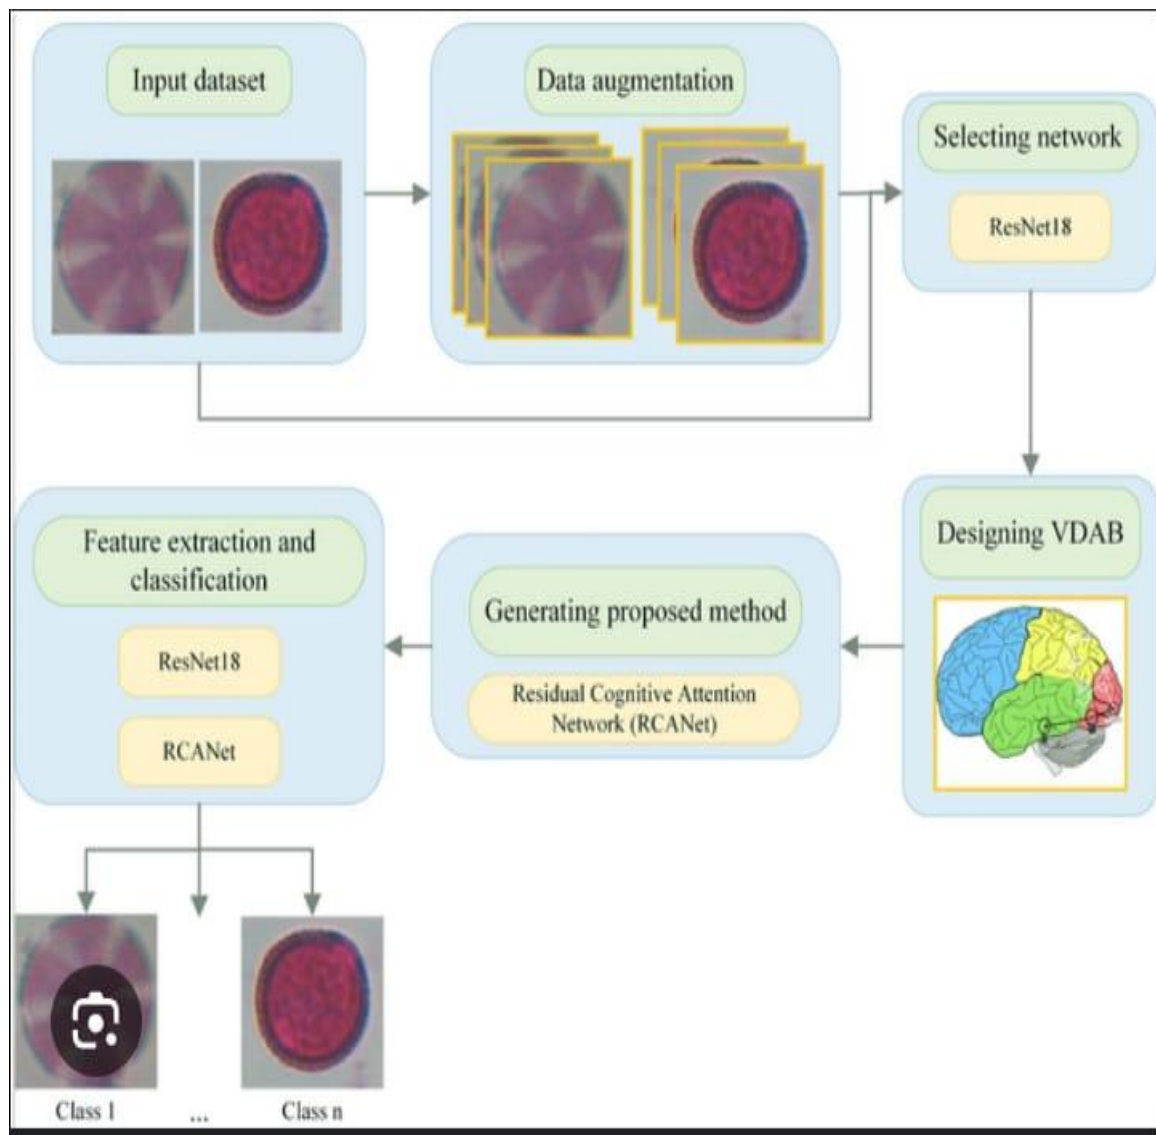 Input dataset
Data augmentation
Selecting network
ResNet18
Designing VDAB
Generating proposed method
Residual Cognitive Attention
Network (RCANet)
Feature extraction and
classification
ResNet18
RCANet
Class 1
...
Class n